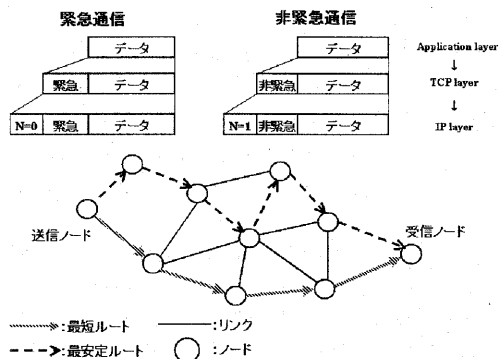 緊急通信 非緊急通信
データ データ Application layer
↓
緊急 データ 非緊急 データ TCP layer
↓
N=0 緊急 データ N=1 非緊急 データ IP layer
送信ノード 受信ノード
:最短ルート :リンク
:最安定ルート :ノード